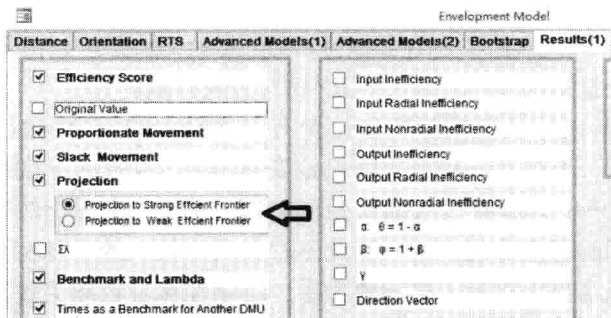 Envelopment Model
Distance Orientation RTS Advanced Models(1) Advanced Models(2) Bootstrap Results(1)
Efficiency Score
Original Value
Proportionate Movement
Slack Movement
Projection
Projection to Strong Effcient Frontier
Projection to Weak Effcient Frontier
Σλ
Benchmark and Lambda
Times as a Benchmark for Another DMU
Input Inefficiency
Input Radial Inefficiency
Input Nonradial Inefficiency
Output Inefficiency
Output Radial Inefficiency
Output Nonradial Inefficiency
α: θ = 1 - α
β: φ = 1 + β
γ
Direction Vector